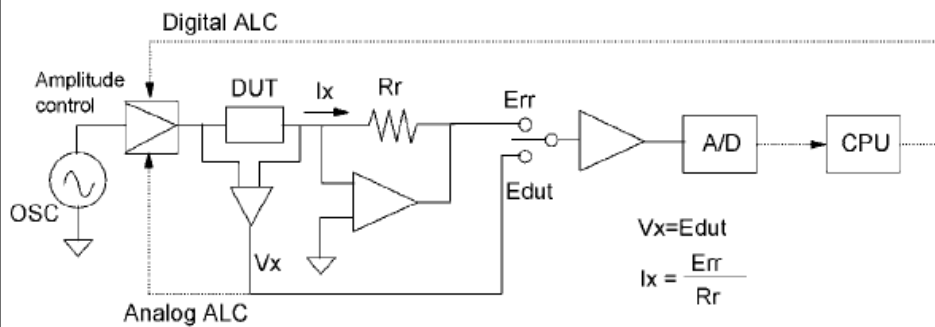 Digital ALC
Amplitude
control
DUT
Ix
Rr
Err
OSC
A/D
CPU
Edut
Vx
Vx=Edut
Ix = Err
Rr
Analog ALC